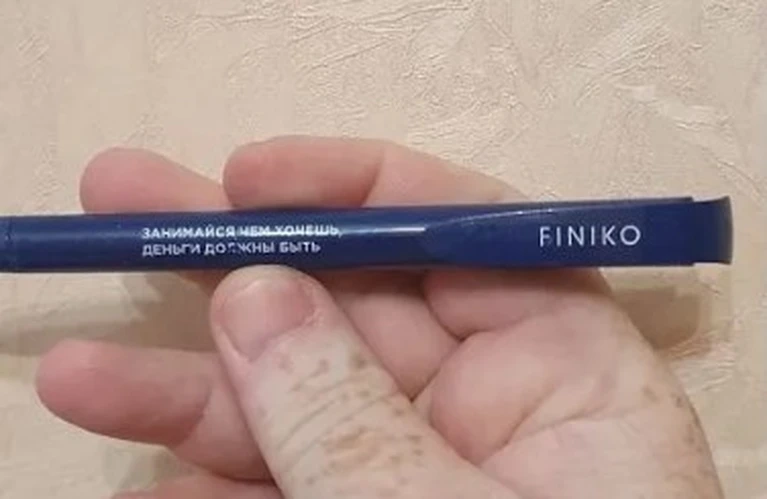 ЗАНИМАЙСЯ ЧЕМ ХОЧЕШЬ,
ДЕНЬГИ ДОЛЖНЫ БЫТЬ
FINIKO